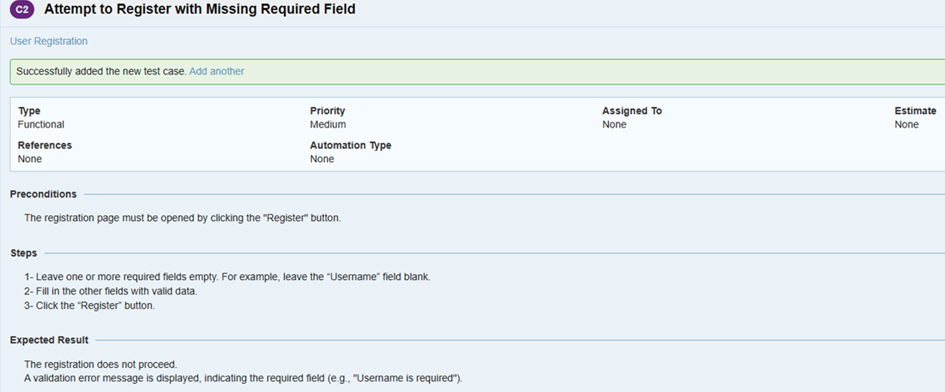 C2 Attempt to Register with Missing Required Field
User Registration
Successfully added the new test case. Add another
Type Priority Assigned To Estimate
Functional Medium None None
References Automation Type
None None
Preconditions
The registration page must be opened by clicking the "Register" button.
Steps
1- Leave one or more required fields empty. For example, leave the “Username” field blank.
2- Fill in the other fields with valid data.
3- Click the “Register” button.
Expected Result
The registration does not proceed.
A validation error message is displayed, indicating the required field (e.g., "Username is required").